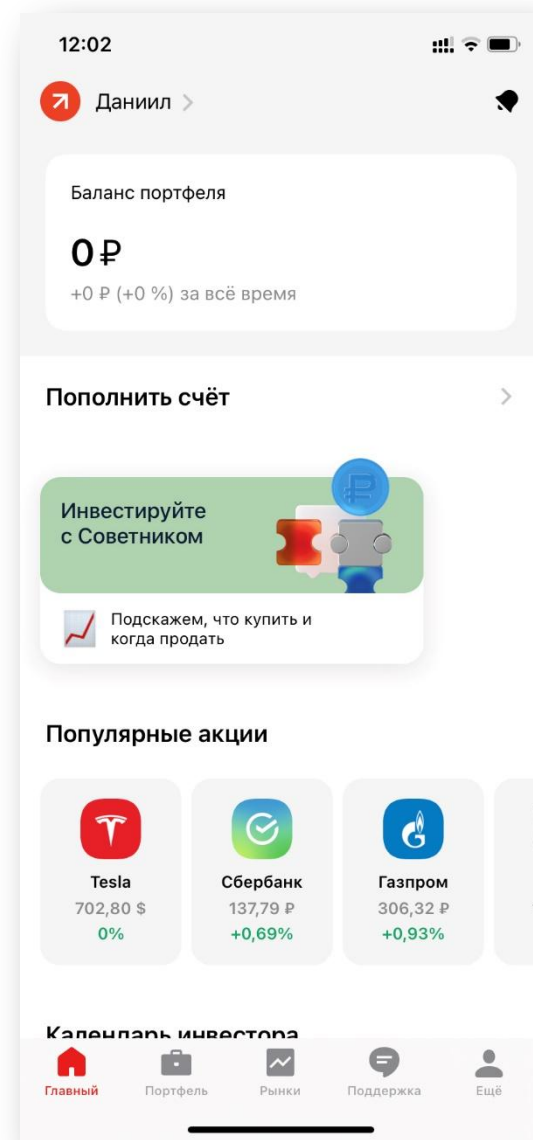 12:02
Даниил
Баланс портфеля
0 ₽
+0 ₽ (+0 %) за всё время
Пополнить счёт
Инвестируйте
с Советником
Подскажем, что купить и
когда продать
Популярные акции
Tesla
702,80 $
0%
Сбербанк
137,79 ₽
+0,69%
Газпром
306,32 ₽
+0,93%
Календарь инвестора
Главный
Портфель
Рынки
Поддержка
Ещё